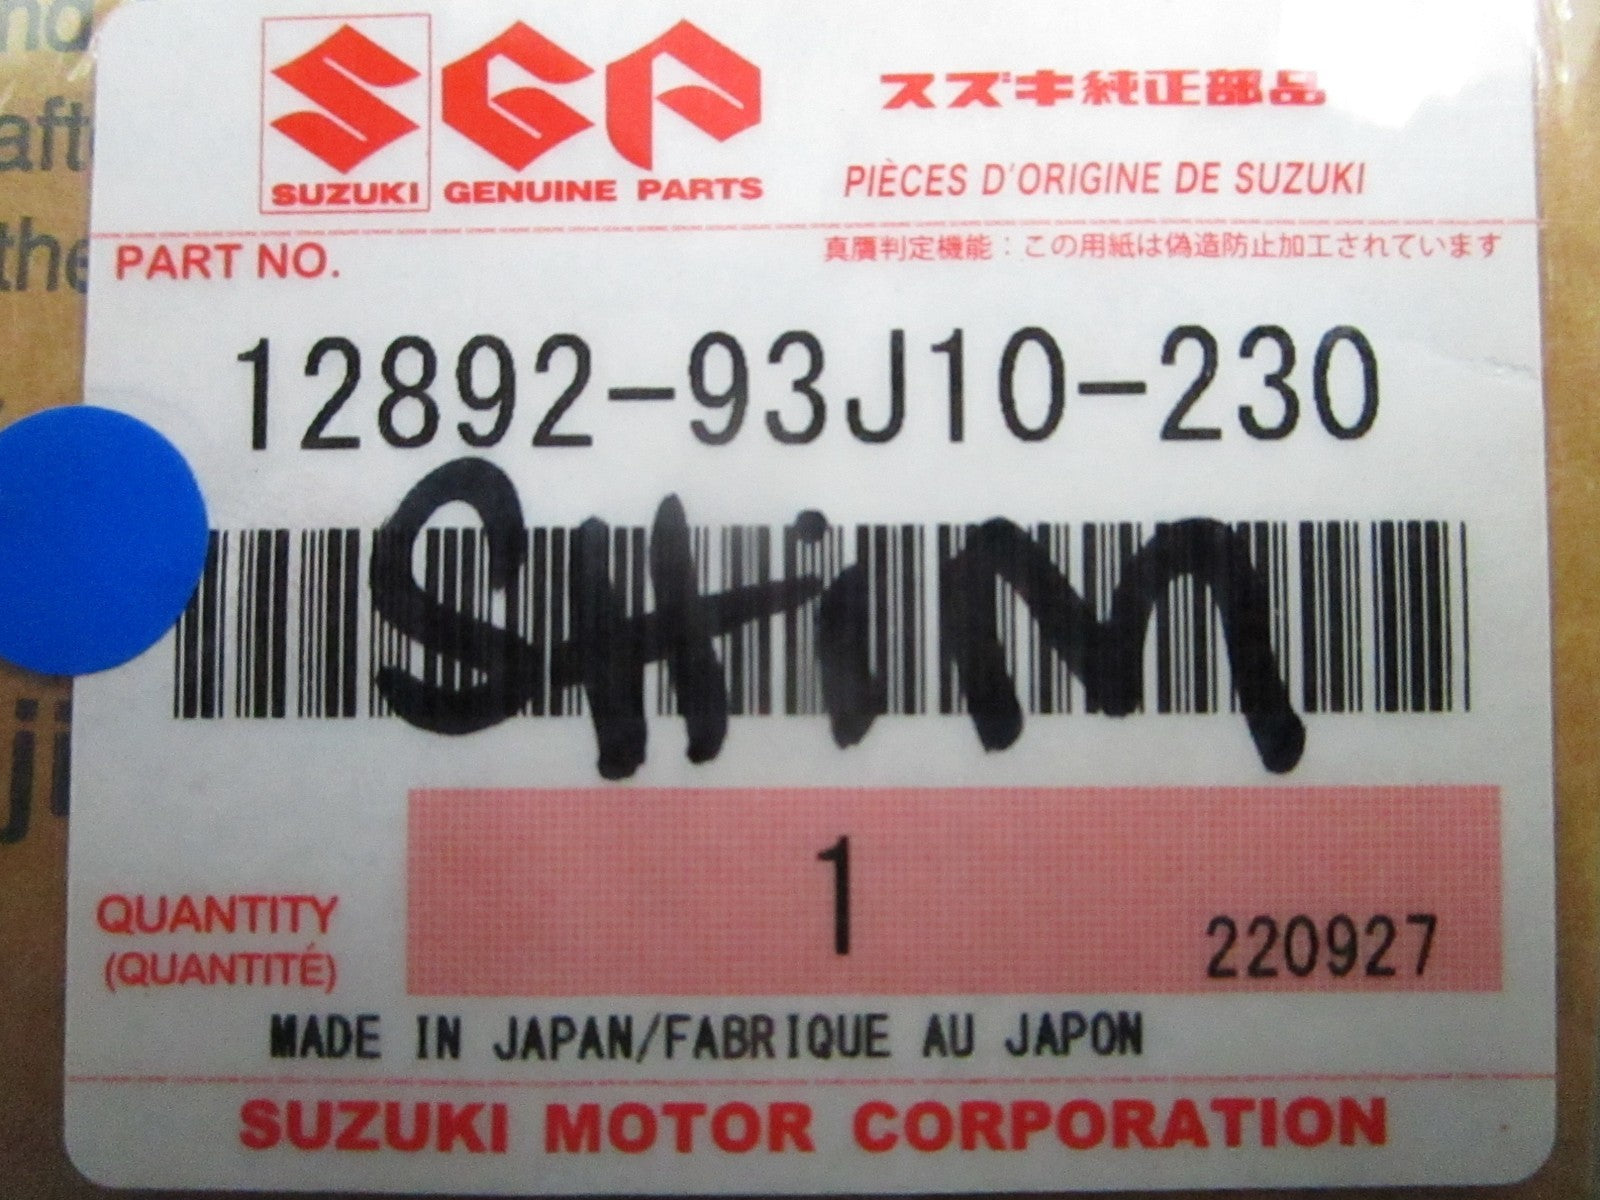 SGP
SUZUKI GENUINE PARTS
スズキ純正部品
PIÈCES D'ORIGINE DE SUZUKI
PART NO.
真贋判定機能：この用紙は偽造防止加工されています
12892-93J10-230
SHiM
1
220927
QUANTITY
(QUANTITÉ)
MADE IN JAPAN/FABRIQUE AU JAPON
SUZUKI MOTOR CORPORATION
aft
the
ji